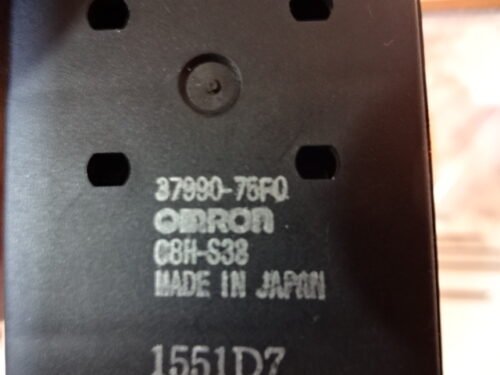 37990-76F0
OMRON
C8H-S38
MADE IN JAPAN
1551D7